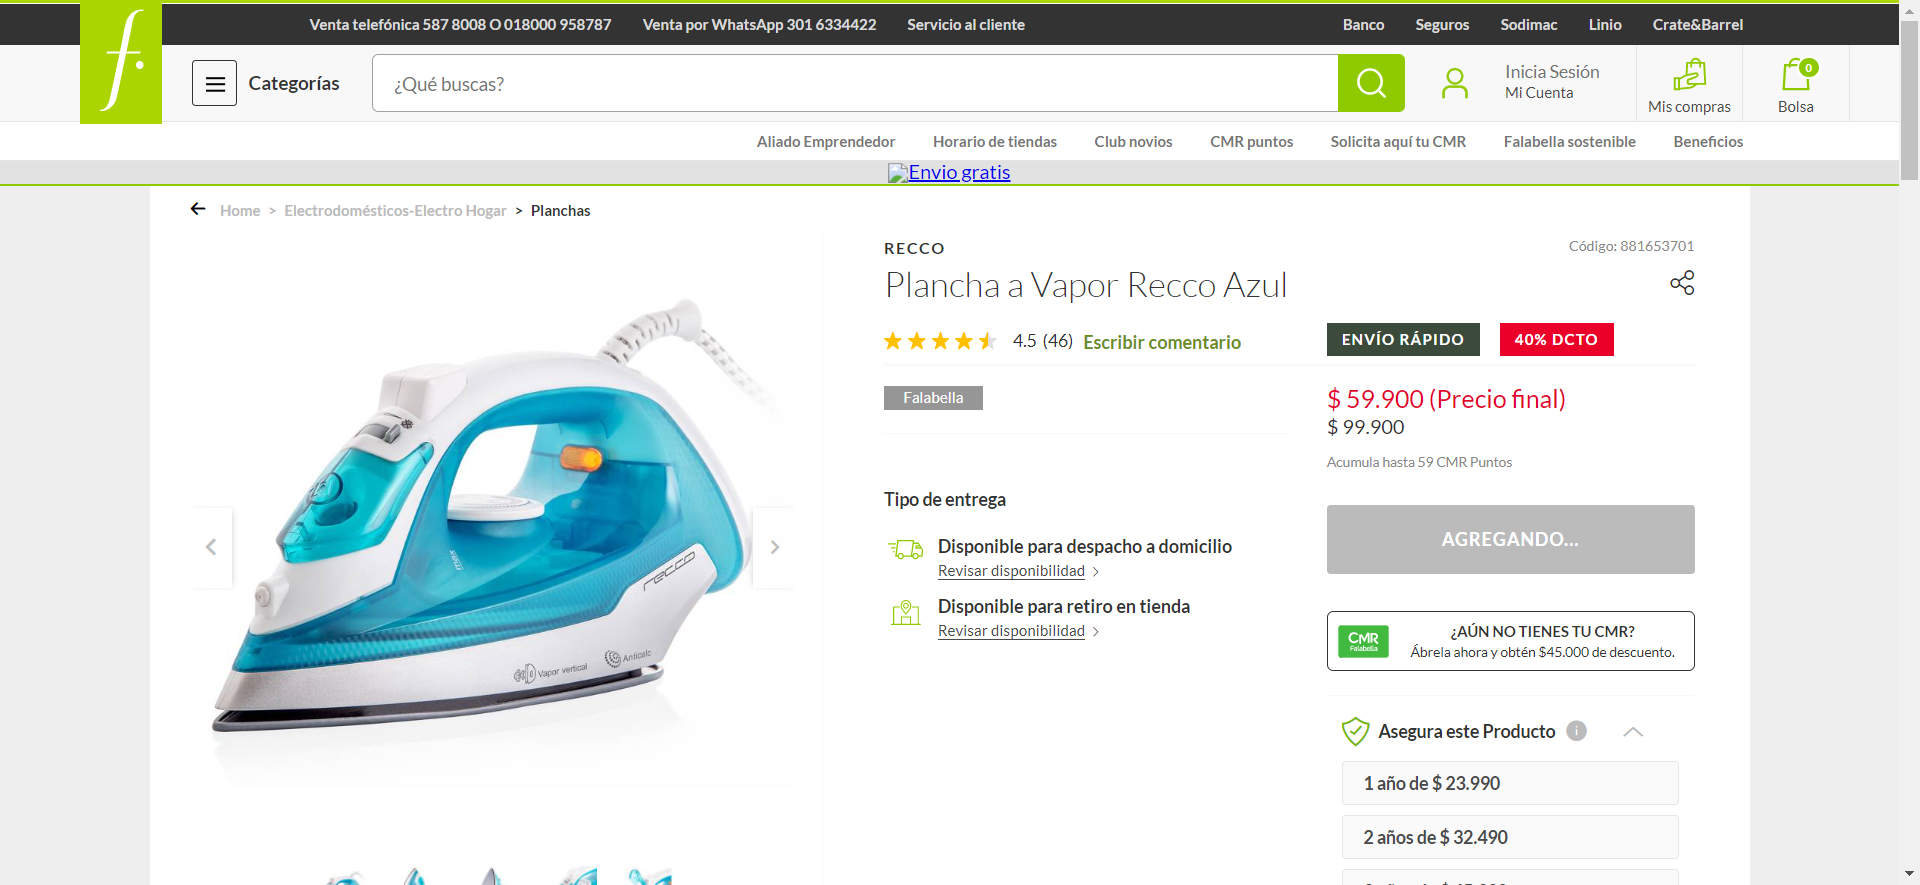 Venta telefónica 587 8008 O 018000 958787
Venta por WhatsApp 301 6334422
Servicio al cliente
Banco
Seguros
Sodimac
Linio
Crate&Barrel
f.
Categorías
¿Qué buscas?
Inicia Sesión
Mi Cuenta
Mis compras
0
Bolsa
Aliado Emprendedor
Horario de tiendas
Club novios
CMR puntos
Solicita aquí tu CMR
Falabella sostenible
Beneficios
Envio gratis
Home > Electrodomésticos-Electro Hogar > Planchas
RECCO
Código: 881653701
Plancha a Vapor Recco Azul
4.5 (46) Escribir comentario
ENVÍO RÁPIDO
40% DCTO
Falabella
$ 59.900 (Precio final)
$ 99.900
Acumula hasta 59 CMR Puntos
Tipo de entrega
Disponible para despacho a domicilio
Revisar disponibilidad >
Disponible para retiro en tienda
Revisar disponibilidad >
AGREGANDO...
CMR
Falabella
¿AÚN NO TIENES TU CMR?
Ábrela ahora y obtén $45.000 de descuento.
Asegura este Producto i
1 año de $ 23.990
2 años de $ 32.490
max
recco
Vapor vertical
Anticalc